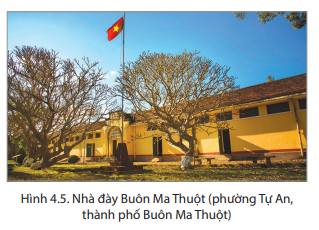 Hình 4.5. Nhà đày Buôn Ma Thuột (phường Tự An,
thành phố Buôn Ma Thuột)